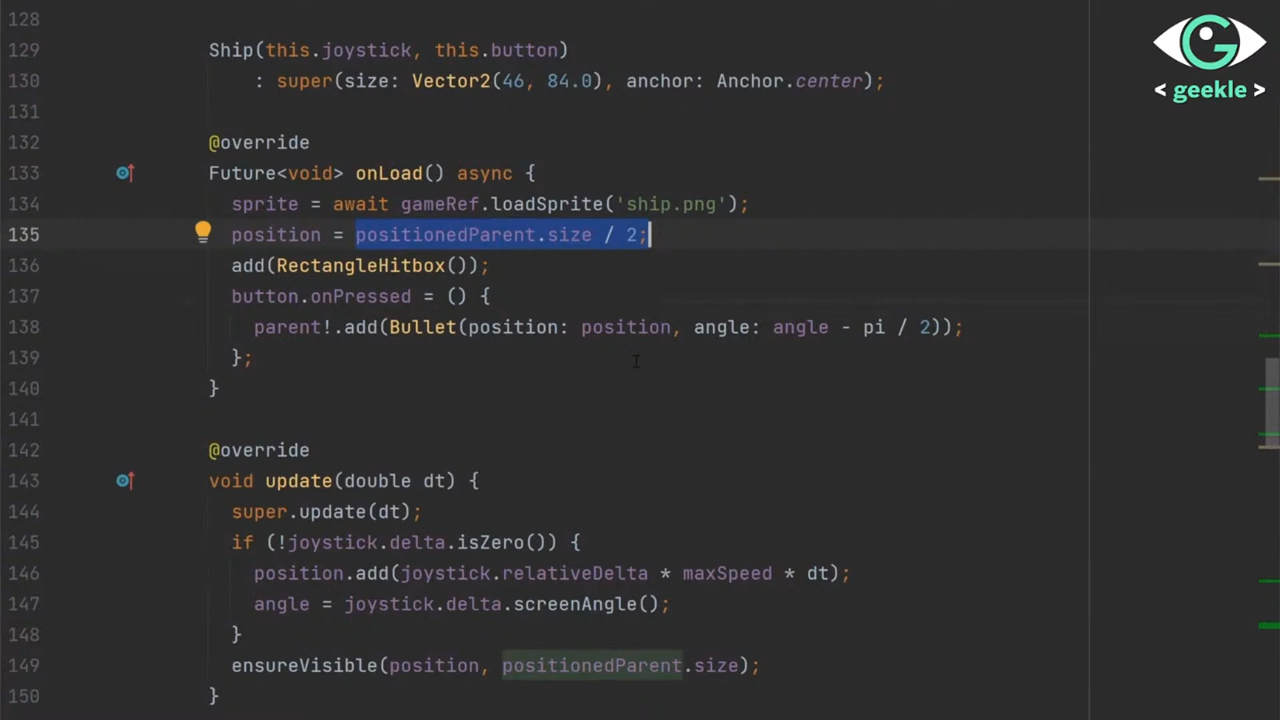 128
129 Ship(this.joystick, this.button)
130 : super(size: Vector2(46, 84.0), anchor: Anchor.center);
131
132 @override
133 Future<void> onLoad() async {
134 sprite = await gameRef.loadSprite('ship.png');
135 position = positionedParent.size / 2;
136 add(RectangleHitbox());
137 button.onPressed = () {
138 parent!.add(Bullet(position: position, angle: angle - pi / 2));
139 };
140 }
141
142 @override
143 void update(double dt) {
144 super.update(dt);
145 if (!joystick.delta.isZero()) {
146 position.add(joystick.relativeDelta * maxSpeed * dt);
147 angle = joystick.delta.screenAngle();
148 }
149 ensureVisible(position, positionedParent.size);
150 }
G
< geekle >